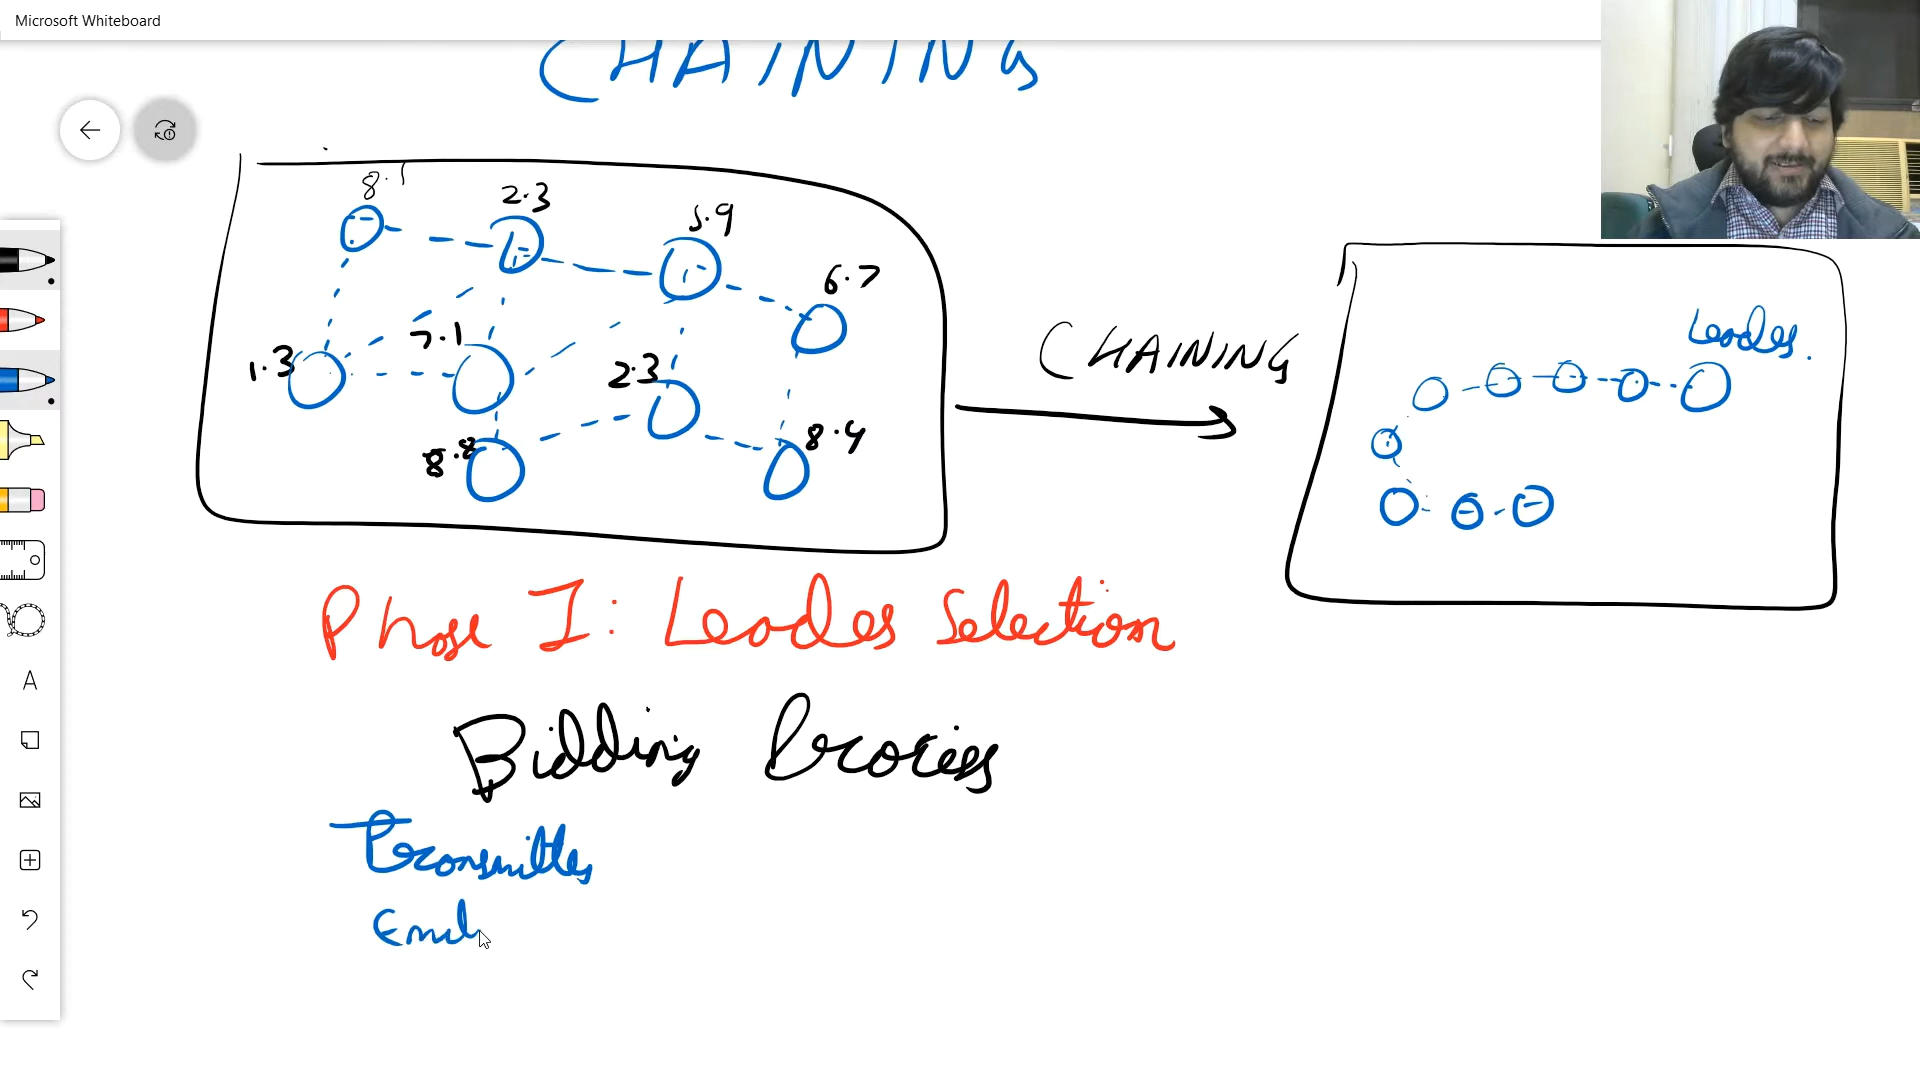 Microsoft Whiteboard
CHAINING
8.1
2.3
5.9
6.7
1.3
7.1
2.3
8.8
8.4
CHAINING
Leader.
Phase I: Leader Selection
Bidding Process
Transmitter
End
A